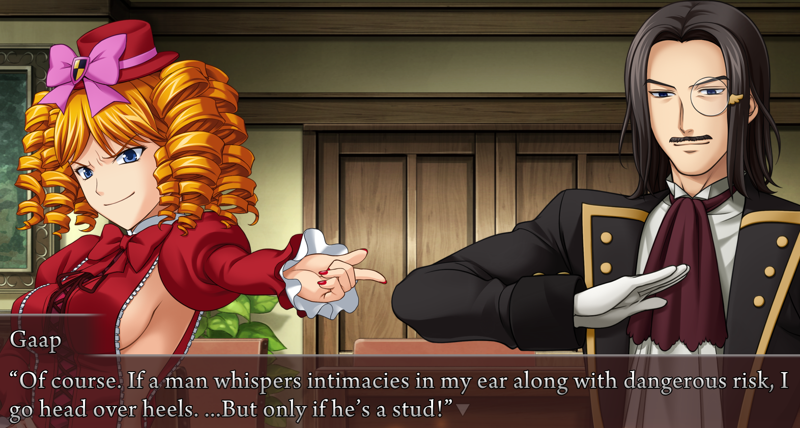 Gaap
“Of course. If a man whispers intimacies in my ear along with dangerous risk, I
go head over heels. ...But only if he’s a stud!”